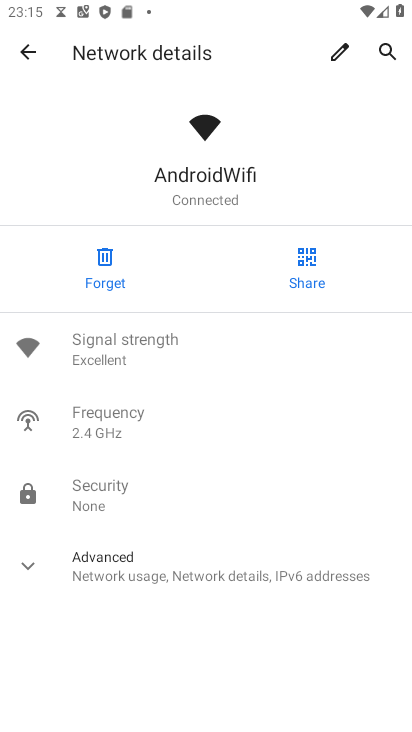 23:15
Network details
AndroidWifi
Connected
Forget
Share
Signal strength
Excellent
Frequency
2.4 GHz
Security
None
Advanced
Network usage, Network details, IPv6 addresses